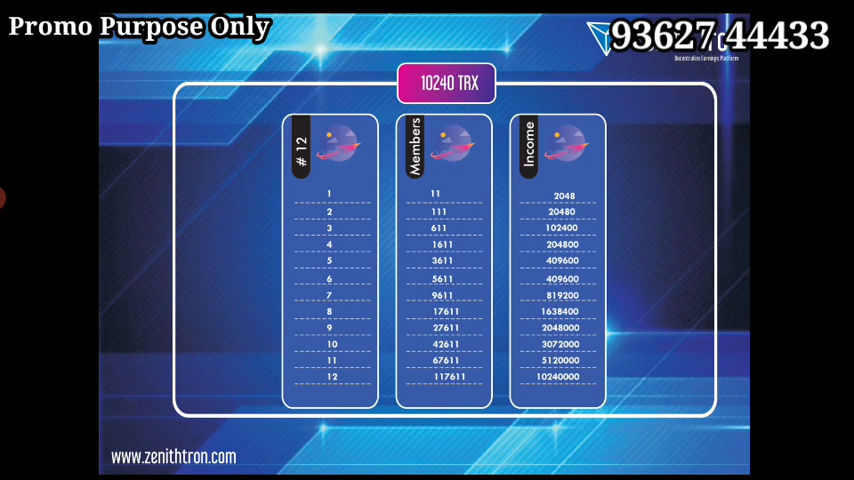 Promo Purpose Only
93627 44433
Decentralize Earnings Platform
10240 TRX
# 12 Members Income
1 11 2048
2 111 20480
3 611 102400
4 1611 204800
5 3611 409600
6 5611 409600
7 9611 819200
8 17611 1638400
9 27611 2048000
10 42611 3072000
11 67611 5120000
12 117611 10240000
www.zenithtron.com